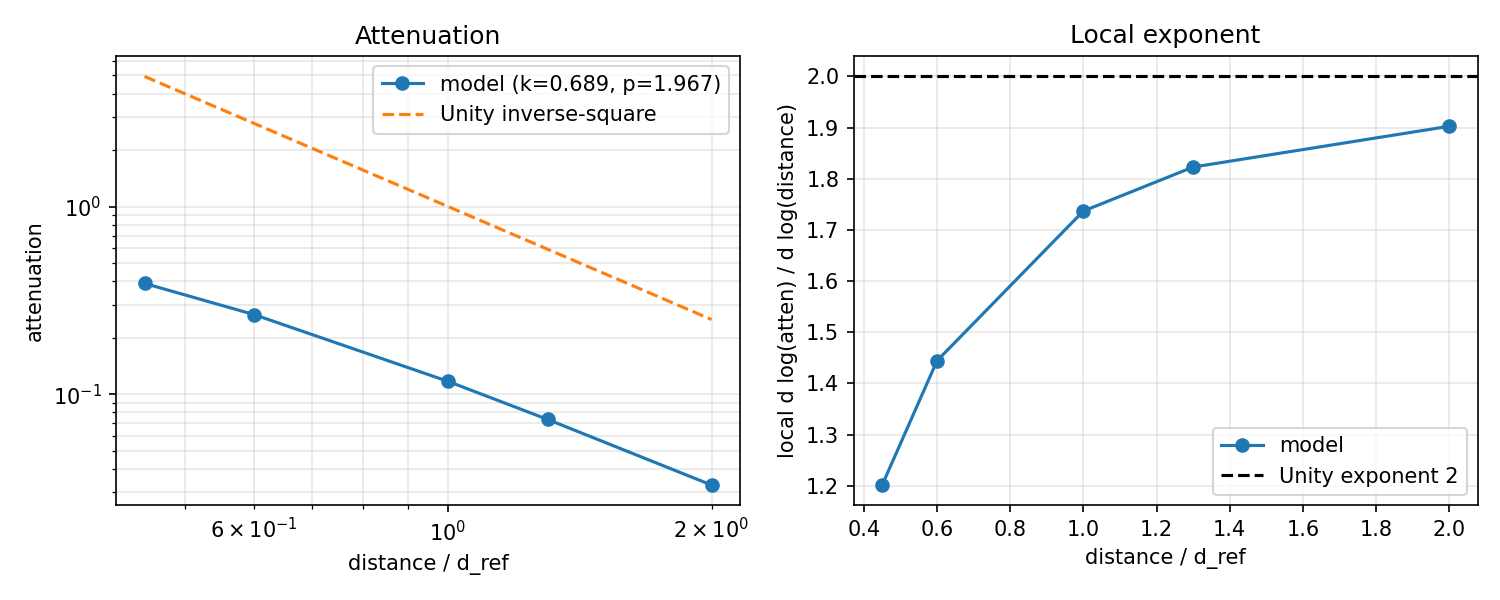 Attenuation
model (k=0.689, p=1.967)
Unity inverse-square
10⁰
10⁻¹
attenuation
6 × 10⁻¹
10⁰
2 × 10⁰
distance / d_ref
Local exponent
2.0
1.9
1.8
1.7
1.6
1.5
1.4
1.3
1.2
local d log(atten) / d log(distance)
model
Unity exponent 2
0.4
0.6
0.8
1.0
1.2
1.4
1.6
1.8
2.0
distance / d_ref